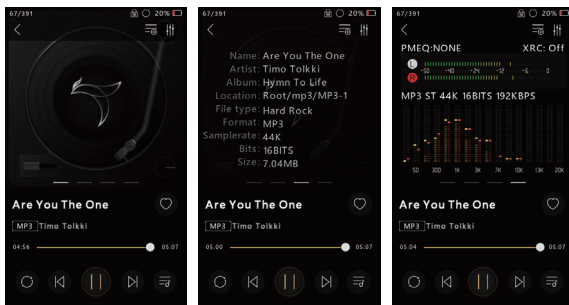 67/391 20%
Are You The One
MP3 Timo Tolkki
04:56 05:07
67/391 20%
Name: Are You The One
Artist: Timo Tolkki
Album: Hymn To Life
Location: Root/mp3/MP3-1
File type: Hard Rock
Format: MP3
Samplerate: 44K
Bits: 16BITS
Size: 7.04MB
Are You The One
MP3 Timo Tolkki
05:00 05:07
67/391 20%
PMEQ:NONE XRC: Off
L
R
-50 -40 -24 -12 -6 0
MP3 ST 44K 16BITS 192KBPS
50 300 1K 3K 7K 10K 13K 20K
Are You The One
MP3 Timo Tolkki
05:04 05:07